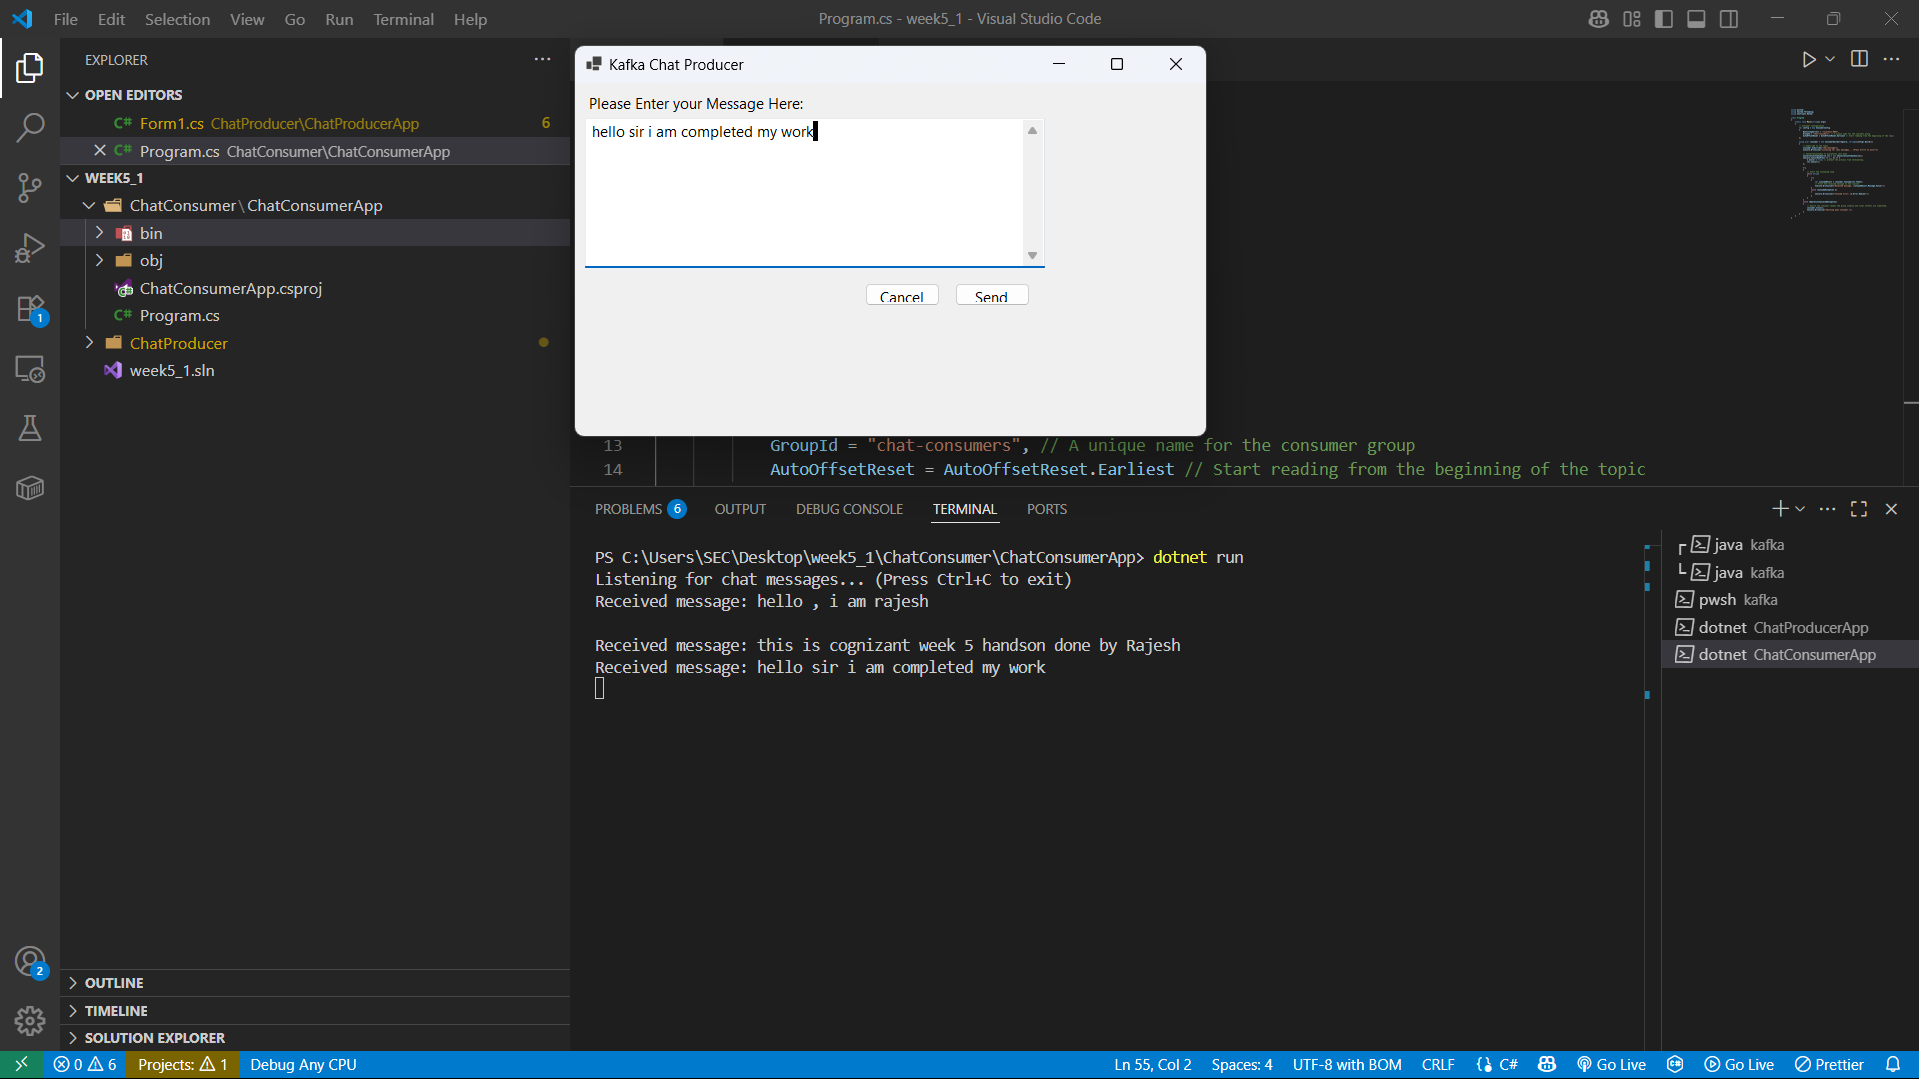 File Edit Selection View Go Run Terminal Help
Program.cs - week5_1 - Visual Studio Code
EXPLORER
OPEN EDITORS
C# Form1.cs ChatProducer\ChatProducerApp 6
C# Program.cs ChatConsumer\ChatConsumerApp
WEEK5_1
ChatConsumer\ChatConsumerApp
bin
obj
ChatConsumerApp.csproj
C# Program.cs
ChatProducer
week5_1.sln
1
2
OUTLINE
TIMELINE
SOLUTION EXPLORER
Kafka Chat Producer
Please Enter your Message Here:
hello sir i am completed my work
Cancel Send
13 GroupId = "chat-consumers", // A unique name for the consumer group
14 AutoOffsetReset = AutoOffsetReset.Earliest // Start reading from the beginning of the topic
PROBLEMS 6 OUTPUT DEBUG CONSOLE TERMINAL PORTS
PS C:\Users\SEC\Desktop\week5_1\ChatConsumer\ChatConsumerApp> dotnet run
Listening for chat messages... (Press Ctrl+C to exit)
Received message: hello , i am rajesh
Received message: this is cognizant week 5 handson done by Rajesh
Received message: hello sir i am completed my work
java kafka
java kafka
pwsh kafka
dotnet ChatProducerApp
dotnet ChatConsumerApp
0 6 Projects: 1 Debug Any CPU
Ln 55, Col 2 Spaces: 4 UTF-8 with BOM CRLF C# Go Live Go Live Prettier